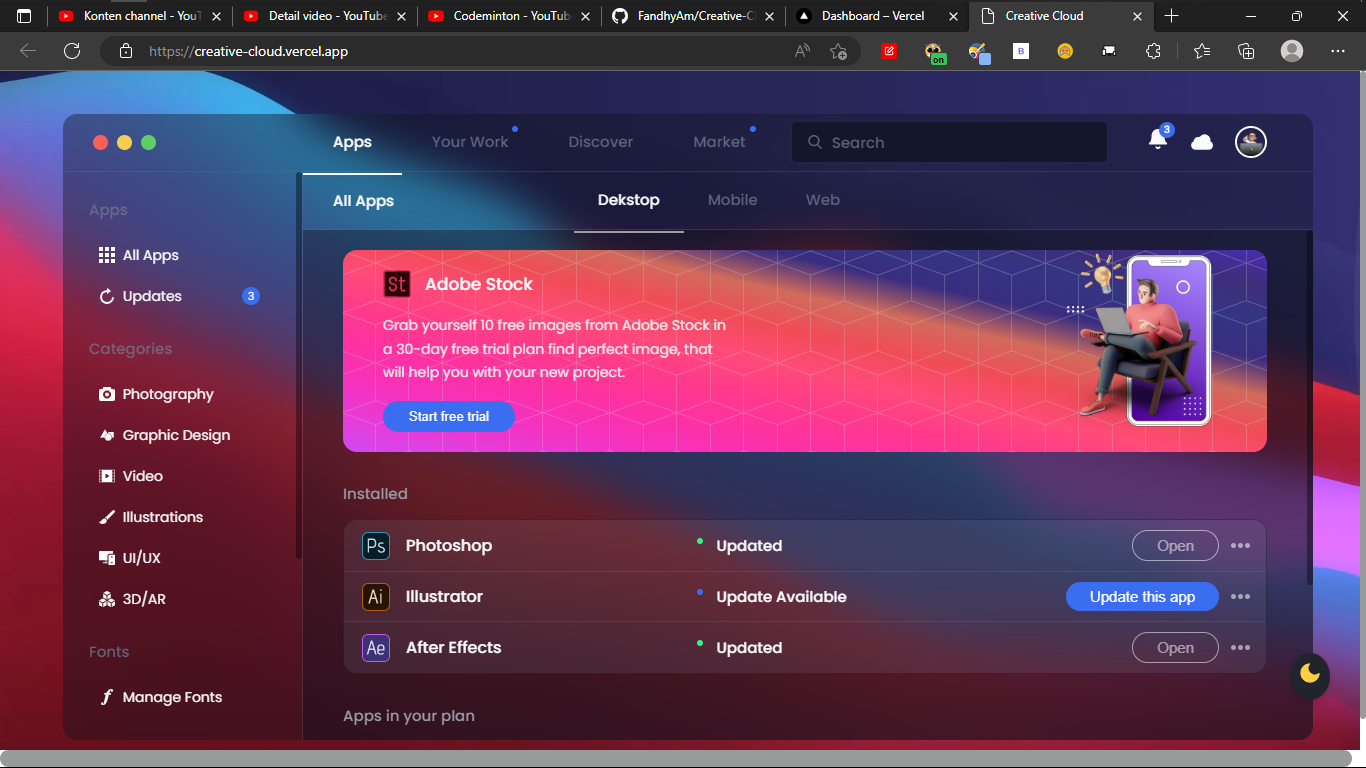 Konten channel - YouT
Detail video - YouTube
Codeminton - YouTub
FandhyAm/Creative-C
Dashboard – Vercel
Creative Cloud
https://creative-cloud.vercel.app
on
B
Apps
Your Work
Discover
Market
Search
3
Apps
All Apps
Updates
3
Categories
Photography
Graphic Design
Video
Illustrations
UI/UX
3D/AR
Fonts
Manage Fonts
All Apps
Dekstop
Mobile
Web
St
Adobe Stock
Grab yourself 10 free images from Adobe Stock in
a 30-day free trial plan find perfect image, that
will help you with your new project.
Start free trial
Installed
Ps Photoshop Updated Open
Ai Illustrator Update Available Update this app
Ae After Effects Updated Open
Apps in your plan